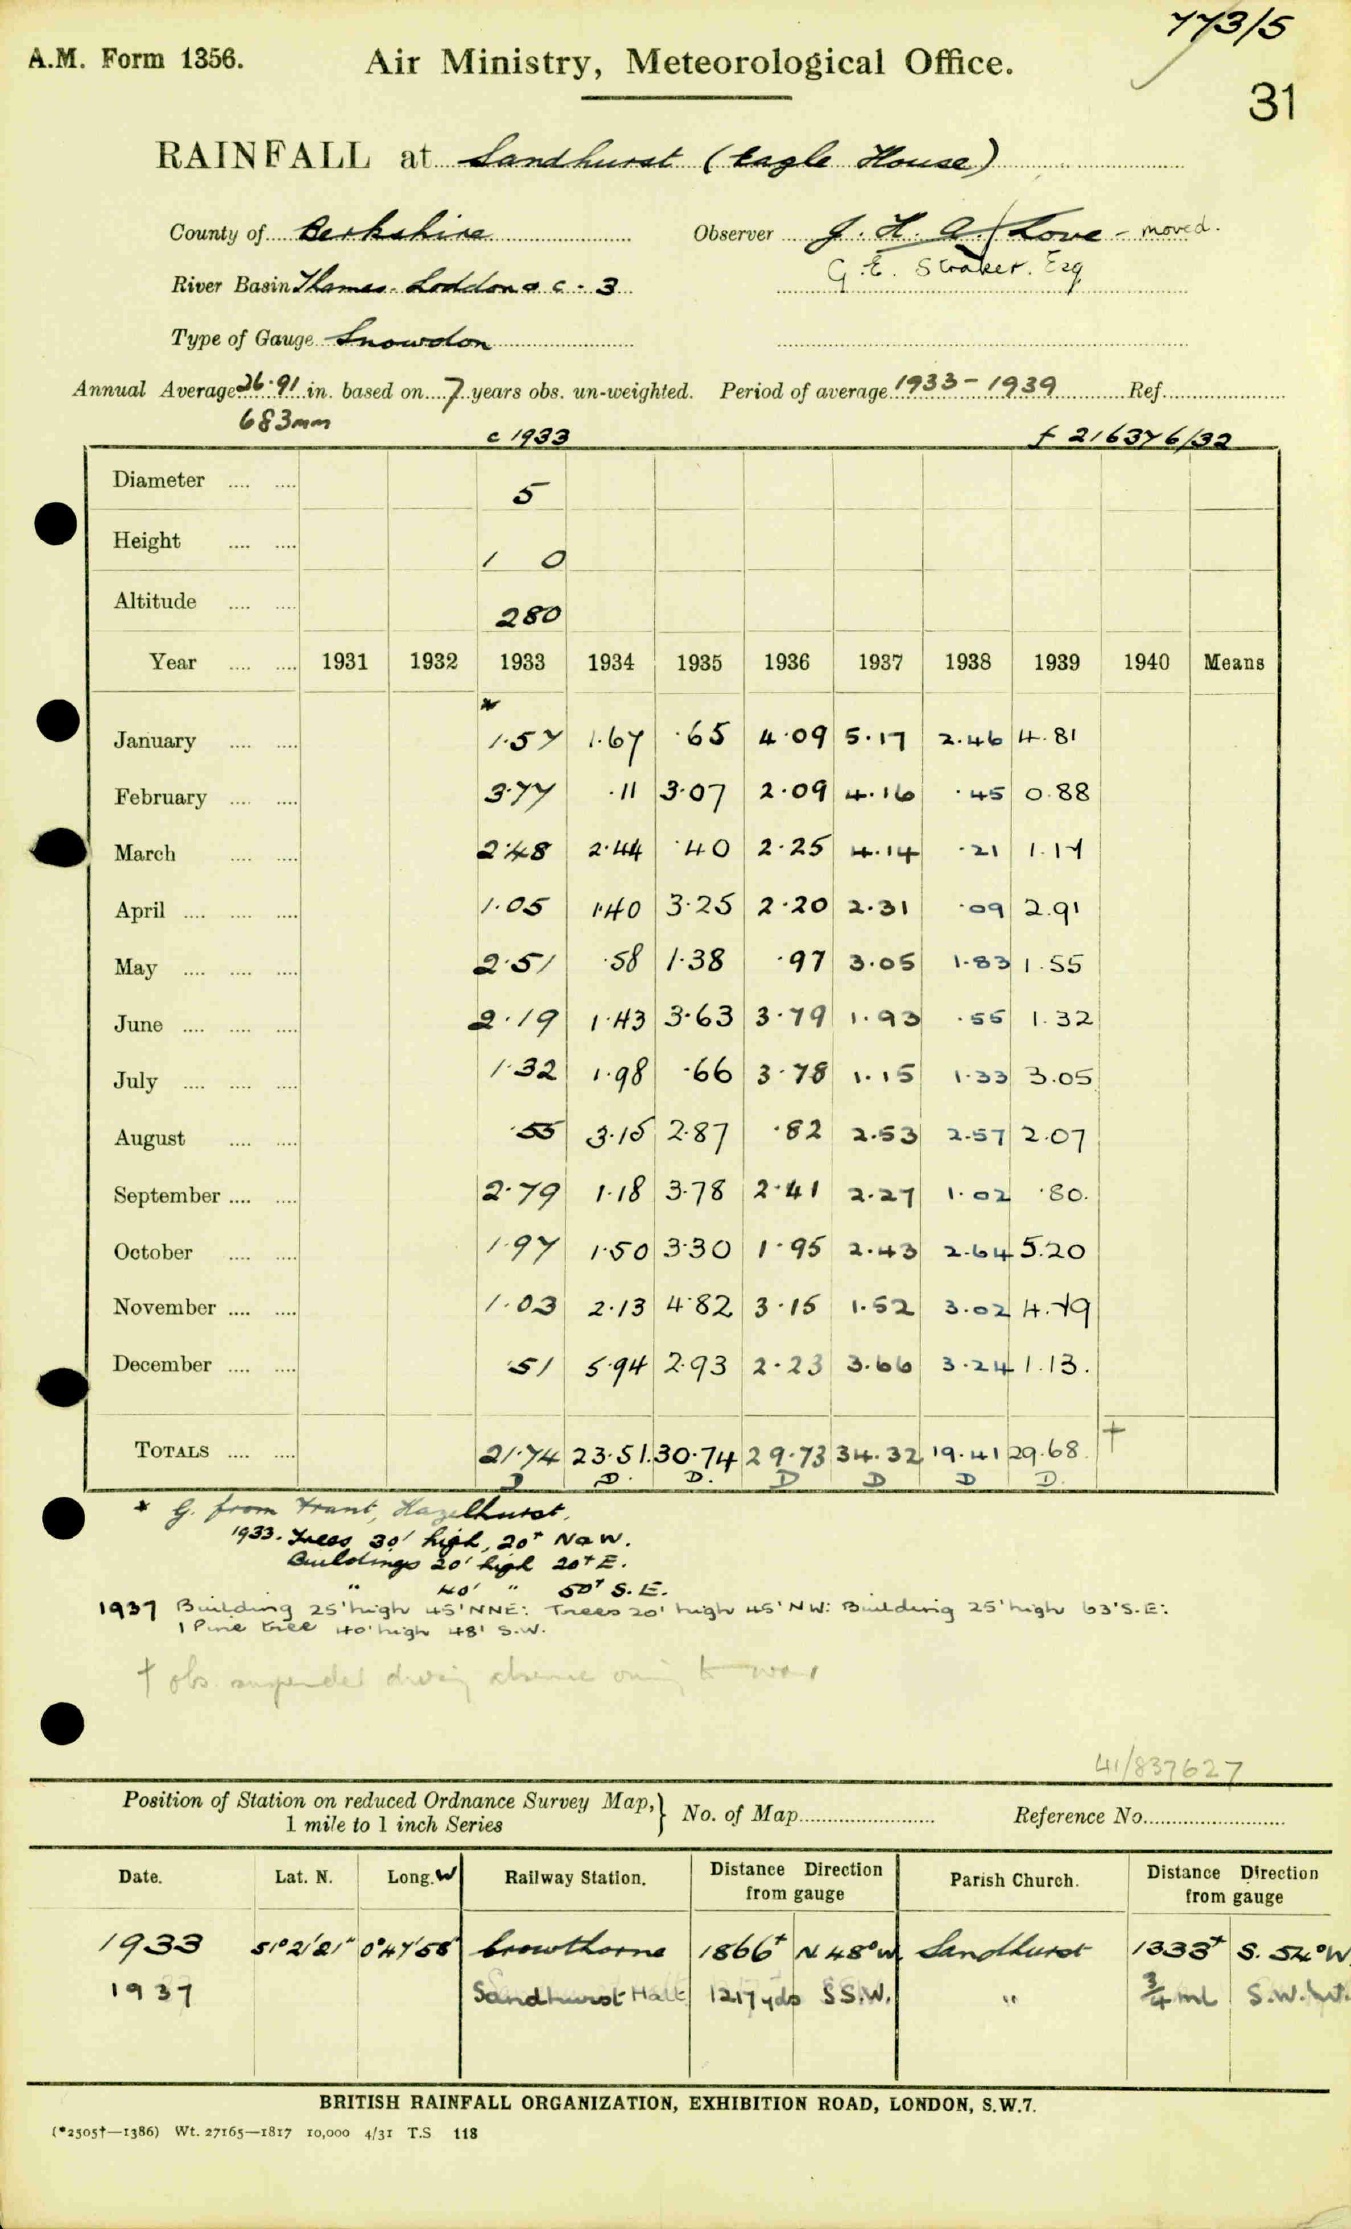 773/5
A.M. Form 1356. Air Ministry, Meteorological Office.
31
RAINFALL at Sandhurst (Eagle House)
County of Berkshire Observer J. H. A. Love - moved.
River Basin Thames - Loddon & c - 3 G. E. Straker. Esq
Type of Gauge Snowdon
Annual Average 26.91 in. based on 7 years obs. un-weighted. Period of average 1933-1939 Ref.
683mm
c 1933 f 216376/32
Diameter 5
Height 1 0
Altitude 280
Year 1931 1932 1933 1934 1935 1936 1937 1938 1939 1940 Means
*
January 1.57 1.67 .65 4.09 5.17 2.46 4.81
February 3.77 .11 3.07 2.09 4.16 .45 0.88
March 2.48 2.44 .40 2.25 4.14 .21 1.17
April 1.05 1.40 3.25 2.20 2.31 .09 2.91
May 2.51 .58 1.38 .97 3.05 1.83 1.55
June 2.19 1.43 3.63 3.79 1.93 .55 1.32
July 1.32 1.98 .66 3.78 1.15 1.33 3.05
August .55 3.15 2.87 .82 2.53 2.57 2.07
September 2.79 1.18 3.78 2.41 2.27 1.02 .80.
October 1.97 1.50 3.30 1.95 2.43 2.64 5.20
November 1.03 2.13 4.82 3.15 1.52 3.02 4.79
December .51 5.94 2.93 2.23 3.66 3.24 1.13.
TOTALS 21.74 23.51. 30.74 29.73 34.32 19.41 29.68 †
D D. D. D D D D.
* G. from Frant, Hazelhurst.
1933. Trees 30' high, 20+ N & W.
Buildings 20' high 20+ E.
" 40' " 50+ S.E.
1937 Building 25' high 45' NNE: Trees 20' high 45' NW: Building 25' high 63' S.E:
1 Pine tree 40' high 48' S.W.
† obs. suspended during absence owing to war
41/837627
Position of Station on reduced Ordnance Survey Map, } No. of Map Reference No.
1 mile to 1 inch Series
Date. Lat. N. Long. W Railway Station. Distance Direction from gauge Parish Church. Distance Direction from gauge
1933 51° 21' 21" 0° 47' 58" Crowthorne 1866+ N 48° W. Sandhurst 1333+ S. 52° W.
1937 Sandhurst Halt 1217 yds SS.W. " 3/4 ml S.W.
BRITISH RAINFALL ORGANIZATION, EXHIBITION ROAD, LONDON, S.W.7.
(*2505†—1386) Wt. 27165—1817 10,000 4/31 T.S 118